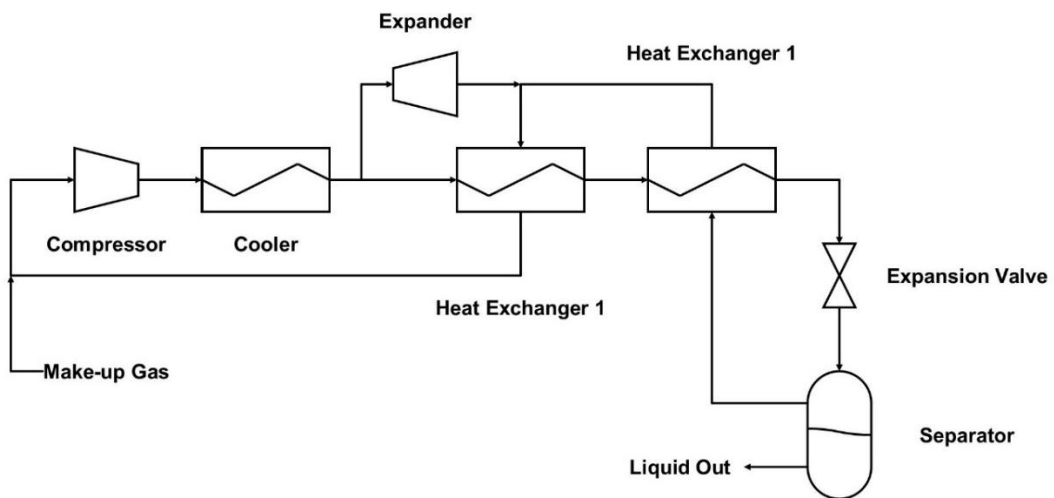 Expander
Heat Exchanger 1
Compressor
Cooler
Expansion Valve
Heat Exchanger 1
Make-up Gas
Separator
Liquid Out